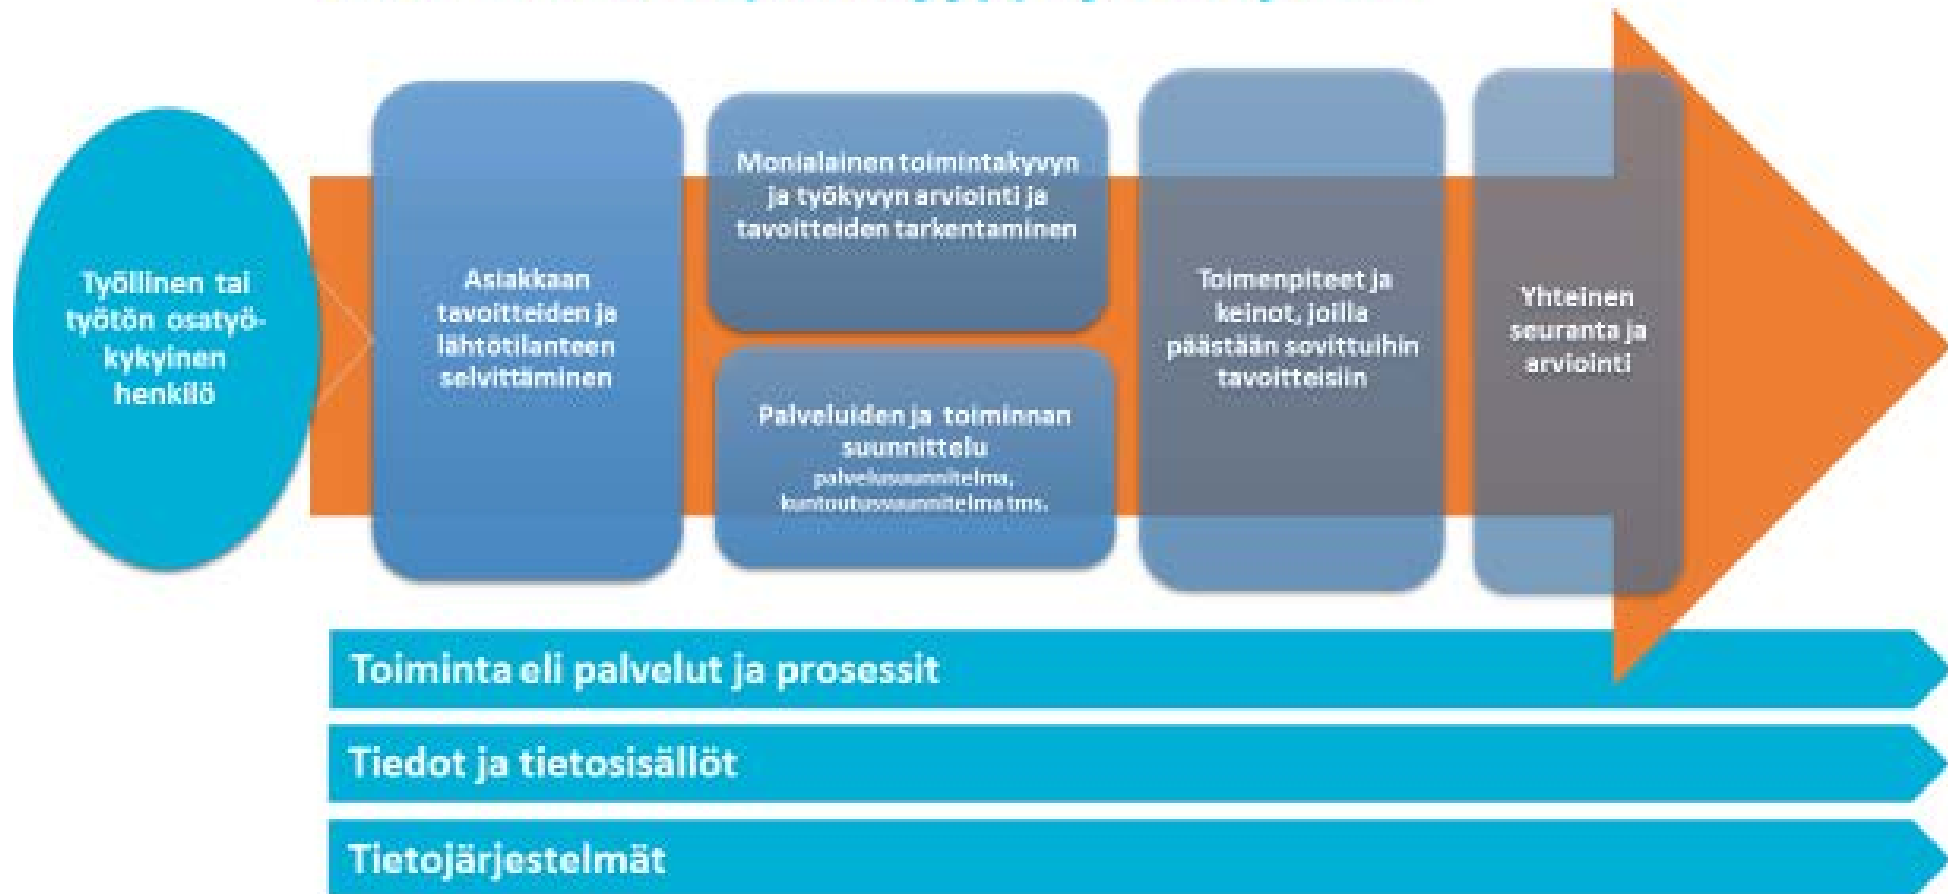 Työllinen tai
työtön osatyö-
kykyinen
henkilö
Asiakkaan
tavoitteiden ja
lähtötilanteen
selvittäminen
Monialainen toimintakyvyn
ja työkyvyn arviointi ja
tavoitteiden tarkentaminen
Palveluiden ja toiminnan
suunnittelu
palvelusuunnitelma,
kuntoutussuunnitelma tms.
Toimenpiteet ja
keinot, joilla
päästään sovittuihin
tavoitteisiin
Yhteinen
seuranta ja
arviointi
Toiminta eli palvelut ja prosessit
Tiedot ja tietosisällöt
Tietojärjestelmät